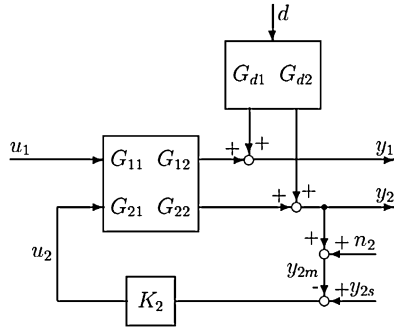 d
G_{d1} G_{d2}
u_1 G_{11} G_{12} + + y_1
G_{21} G_{22} + + y_2
u_2 + + n_2
y_{2m}
K_2 - + y_{2s}